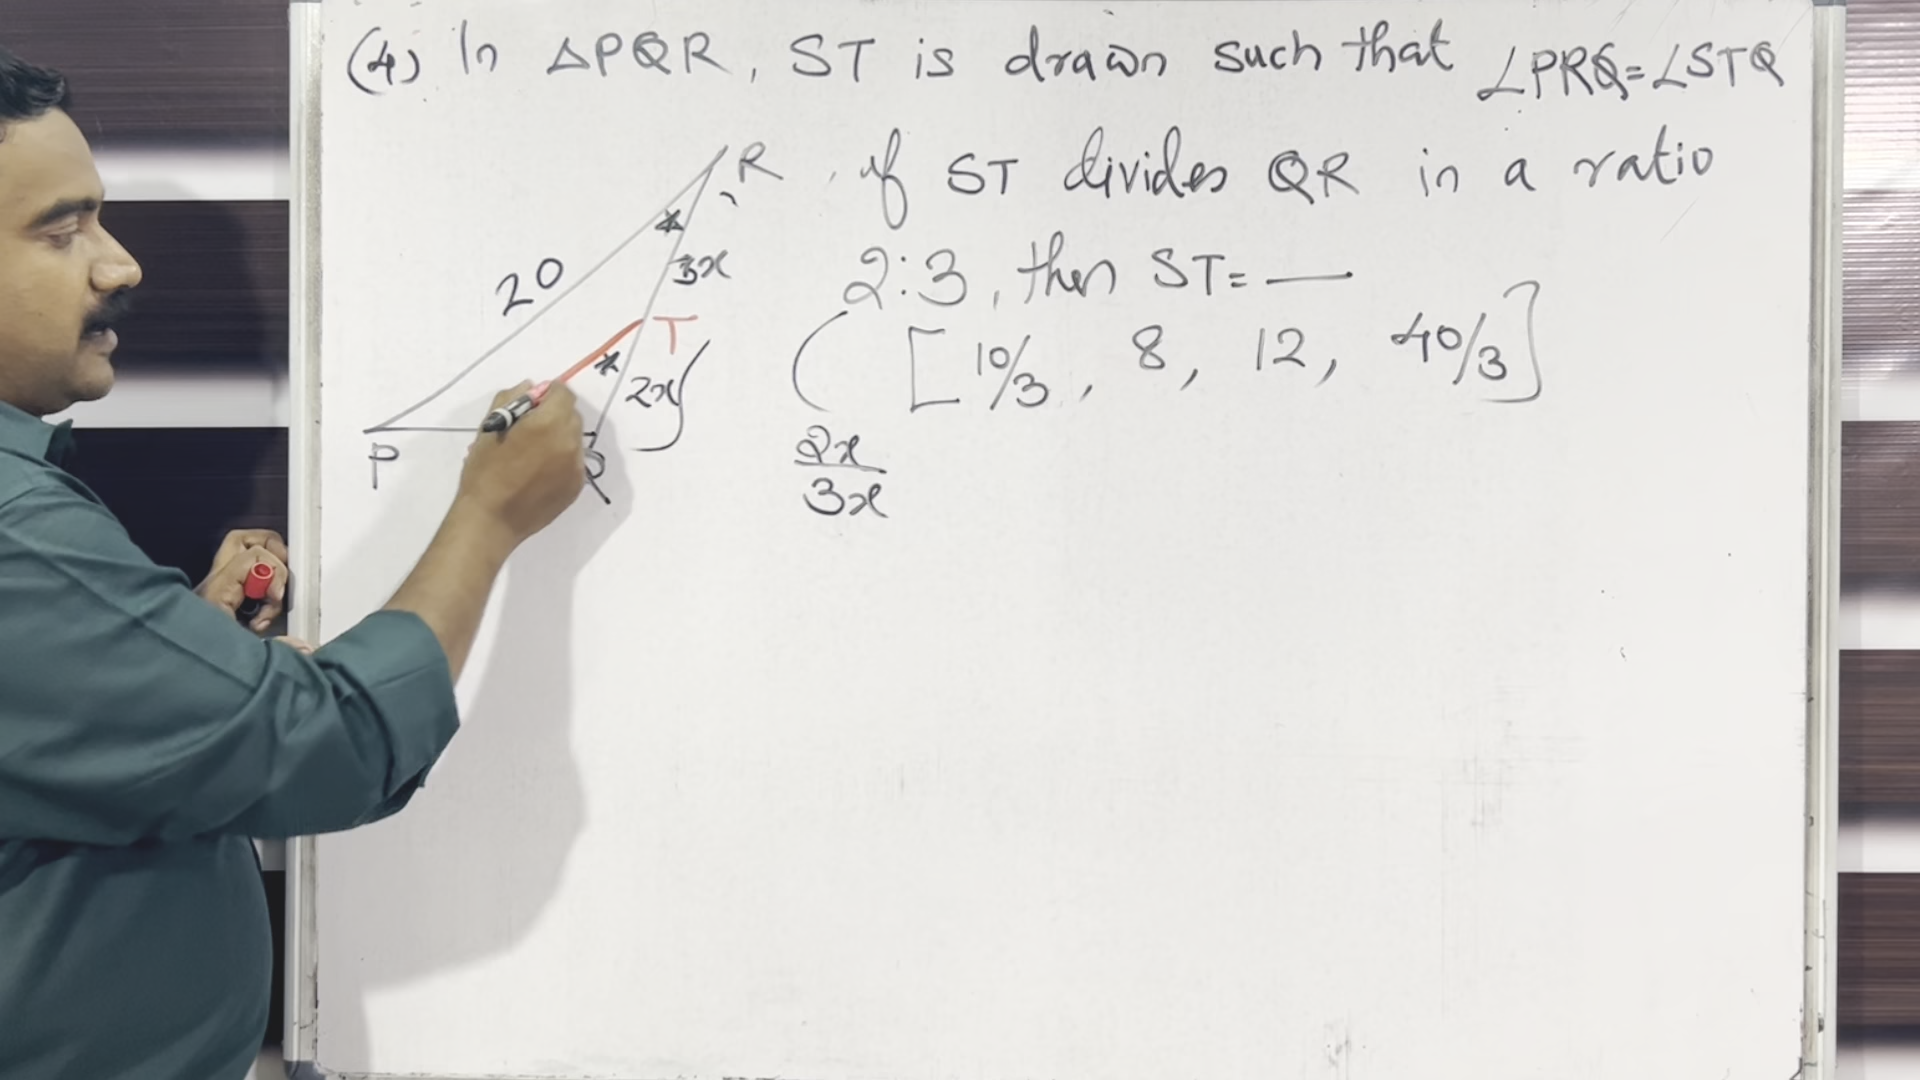 (4) In △PQR, ST is drawn such that ∠PRQ=∠STQ
R , if ST divides QR in a ratio
20 3x 2:3, then ST= —
T [10/3, 8, 12, 40/3]
2x
P
2x
3x